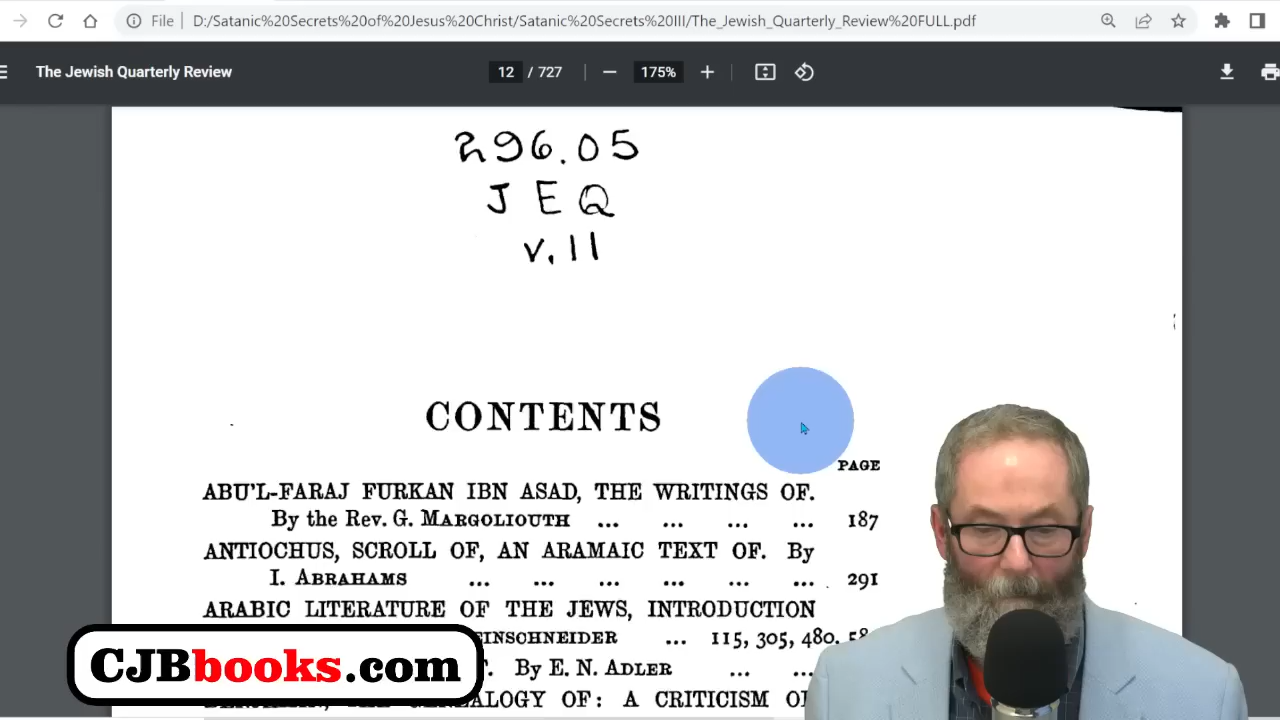 File D:/Satanic%20Secrets%20of%20Jesus%20Christ/Satanic%20Secrets%20III/The_Jewish_Quarterly_Review%20FULL.pdf
The Jewish Quarterly Review 12 / 727 175%
296.05
J E Q
v.11
CONTENTS
PAGE
ABU'L-FARAJ FURKAN IBN ASAD, THE WRITINGS OF.
By the Rev. G. MARGOLIOUTH ... ... ... ... 187
ANTIOCHUS, SCROLL OF, AN ARAMAIC TEXT OF. By
I. ABRAHAMS ... ... ... ... ... ... 291
ARABIC LITERATURE OF THE JEWS, INTRODUCTION
... 115, 305, 480,
By E. N. ADLER ... ...
GENEALOGY OF: A CRITICISM
CJBbooks.com